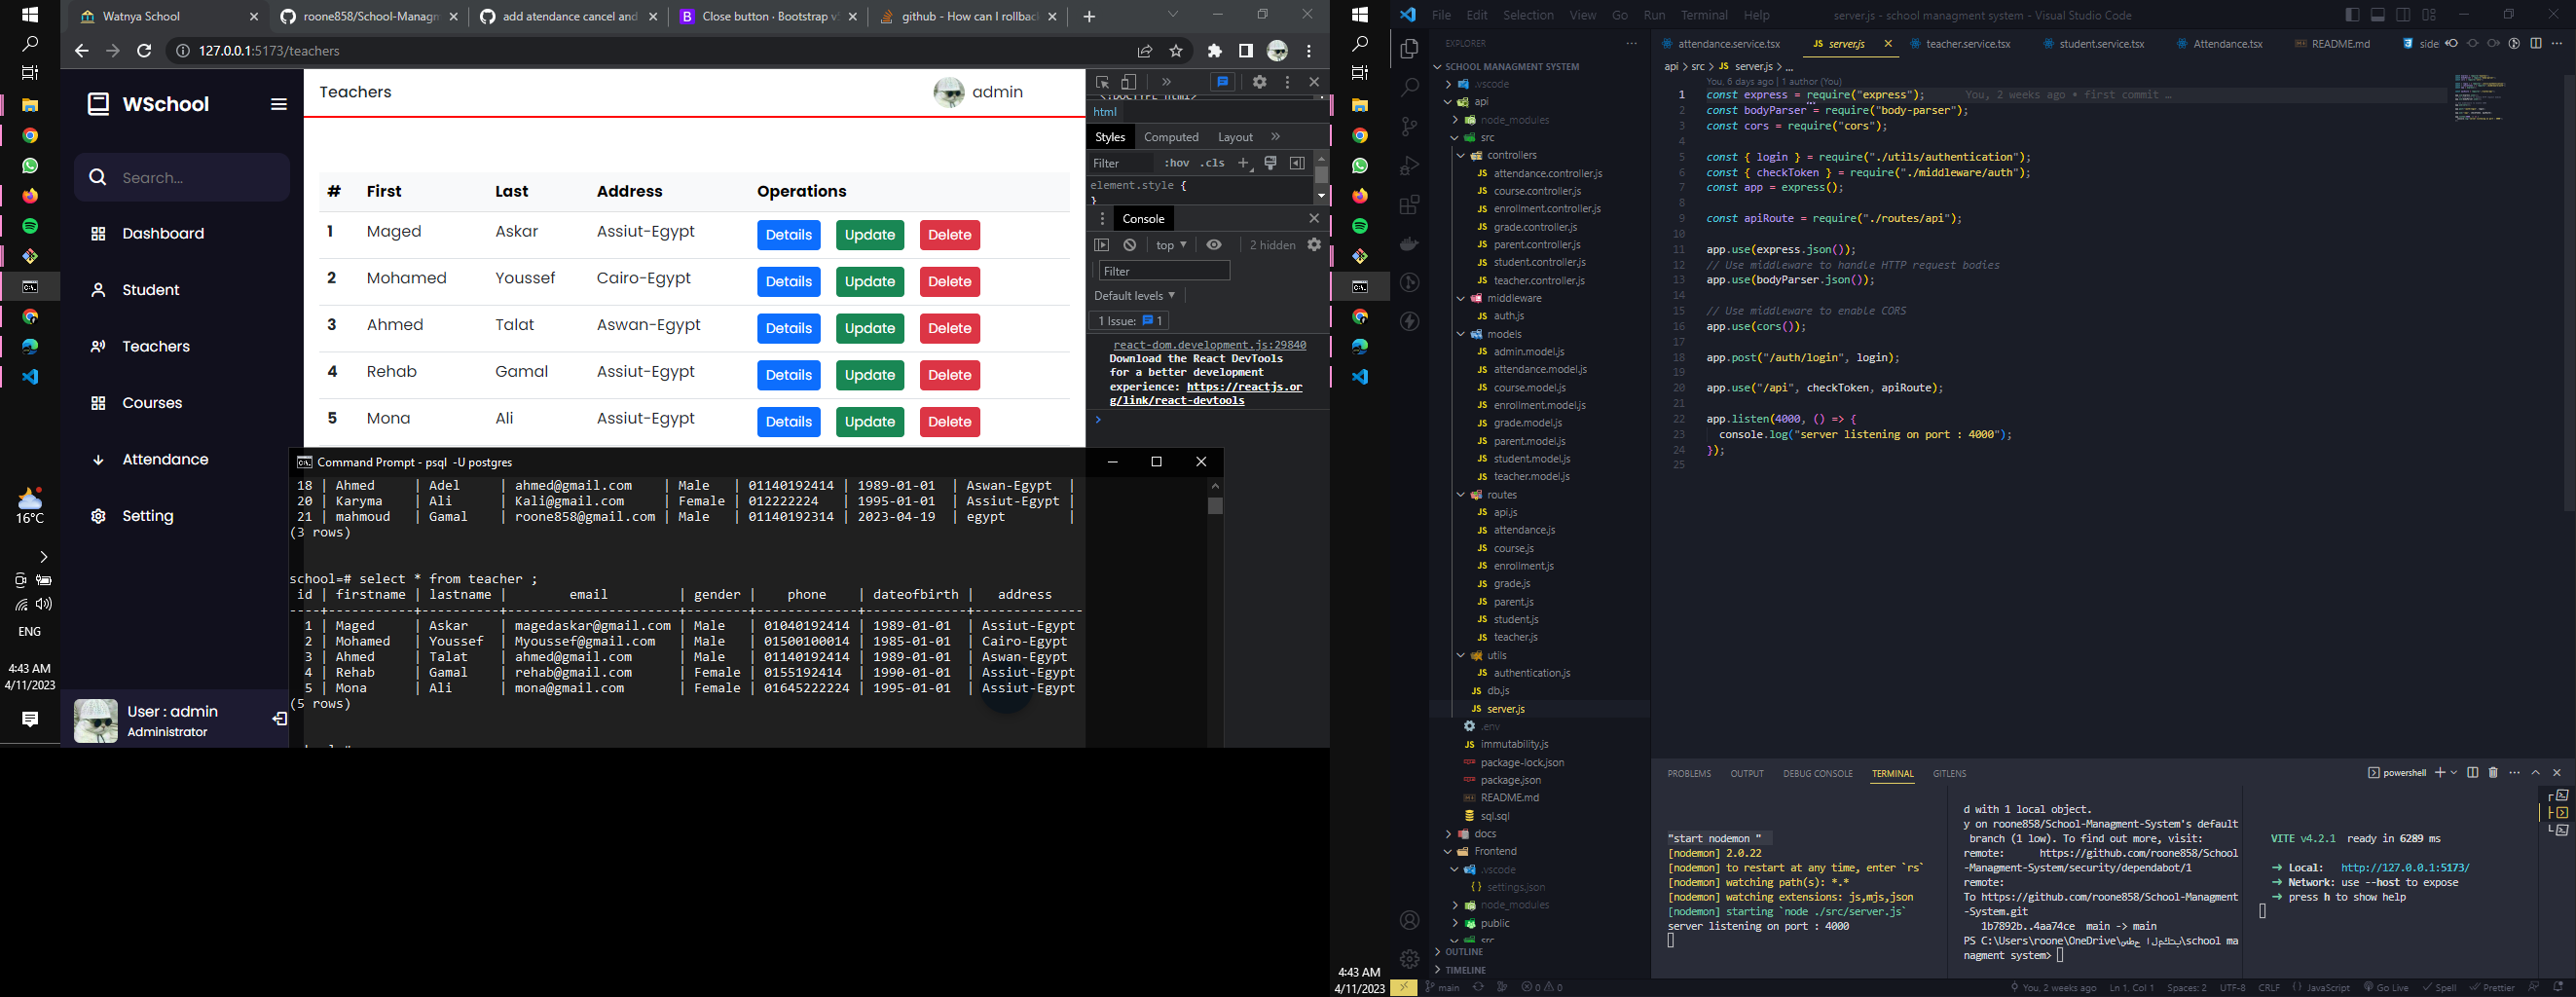 Watnya School
roone858/School-Managm
add atendance cancel and
Close button · Bootstrap v
github - How can I rollbac
127.0.0.1:5173/teachers
WSchool
Search...
Dashboard
Student
Teachers
Courses
Attendance
Setting
User : admin
Administrator
16°C
ENG
4:43 AM
4/11/2023
Teachers
admin
# First Last Address Operations
1 Maged Askar Assiut-Egypt Details Update Delete
2 Mohamed Youssef Cairo-Egypt Details Update Delete
3 Ahmed Talat Aswan-Egypt Details Update Delete
4 Rehab Gamal Assiut-Egypt Details Update Delete
5 Mona Ali Assiut-Egypt Details Update Delete
html
Styles Computed Layout
Filter :hov .cls
element.style {
}
Console
top 2 hidden
Filter
Default levels
1 Issue: 1
react-dom.development.js:29840
Download the React DevTools
for a better development
experience: https://reactjs.or
g/link/react-devtools
Command Prompt - psql -U postgres
18 | Ahmed | Adel | ahmed@gmail.com | Male | 01140192414 | 1989-01-01 | Aswan-Egypt |
20 | Karyma | Ali | Kali@gmail.com | Female | 012222224 | 1995-01-01 | Assiut-Egypt |
21 | mahmoud | Gamal | roone858@gmail.com | Male | 01140192314 | 2023-04-19 | egypt |
(3 rows)
school=# select * from teacher ;
id | firstname | lastname | email | gender | phone | dateofbirth | address
1 | Maged | Askar | magedaskar@gmail.com | Male | 01040192414 | 1989-01-01 | Assiut-Egypt
2 | Mohamed | Youssef | Myoussef@gmail.com | Male | 01500100014 | 1985-01-01 | Cairo-Egypt
3 | Ahmed | Talat | ahmed@gmail.com | Male | 01140192414 | 1989-01-01 | Aswan-Egypt
4 | Rehab | Gamal | rehab@gmail.com | Female | 0155192414 | 1990-01-01 | Assiut-Egypt
5 | Mona | Ali | mona@gmail.com | Female | 01645222224 | 1995-01-01 | Assiut-Egypt
(5 rows)
4:43 AM
4/11/2023
File Edit Selection View Go Run Terminal Help
server.js - school managment system - Visual Studio Code
EXPLORER
SCHOOL MANAGMENT SYSTEM
.vscode
api
node_modules
src
controllers
attendance.controller.js
course.controller.js
enrollment.controller.js
grade.controller.js
parent.controller.js
student.controller.js
teacher.controller.js
middleware
auth.js
models
admin.model.js
attendance.model.js
course.model.js
enrollment.model.js
grade.model.js
parent.model.js
student.model.js
teacher.model.js
routes
api.js
attendance.js
course.js
enrollment.js
grade.js
parent.js
student.js
teacher.js
utils
authentication.js
db.js
server.js
.env
immutability.js
package-lock.json
package.json
README.md
sql.sql
docs
Frontend
.vscode
settings.json
node_modules
public
src
OUTLINE
TIMELINE
attendance.service.tsx
server.js
teacher.service.tsx
student.service.tsx
Attendance.tsx
README.md
side
api > src > server.js > ...
You, 6 days ago | 1 author (You)
1 const express = require("express"); You, 2 weeks ago • first commit …
2 const bodyParser = require("body-parser");
3 const cors = require("cors");
4
5 const { login } = require("./utils/authentication");
6 const { checkToken } = require("./middleware/auth");
7 const app = express();
8
9 const apiRoute = require("./routes/api");
10
11 app.use(express.json());
12 // Use middleware to handle HTTP request bodies
13 app.use(bodyParser.json());
14
15 // Use middleware to enable CORS
16 app.use(cors());
17
18 app.post("/auth/login", login);
19
20 app.use("/api", checkToken, apiRoute);
21
22 app.listen(4000, () => {
23 console.log("server listening on port : 4000");
24 });
25
PROBLEMS OUTPUT DEBUG CONSOLE TERMINAL GITLENS
powershell
"start nodemon "
[nodemon] 2.0.22
[nodemon] to restart at any time, enter `rs`
[nodemon] watching path(s): *.*
[nodemon] watching extensions: js,mjs,json
[nodemon] starting `node ./src/server.js`
server listening on port : 4000
d with 1 local object.
y on roone858/School-Managment-System's default
branch (1 low). To find out more, visit:
remote: https://github.com/roone858/School
-Managment-System/security/dependabot/1
remote:
To https://github.com/roone858/School-Managment
-System.git
1b7892b..4aa74ce main -> main
PS C:\Users\roone\OneDrive\سطح المكتب\school ma
nagment system>
VITE v4.2.1 ready in 6289 ms
➜ Local: http://127.0.0.1:5173/
➜ Network: use --host to expose
➜ press h to show help
main
0 0
You, 2 weeks ago Ln 1, Col 1 Spaces: 2 UTF-8 CRLF JavaScript Go Live Spell Prettier